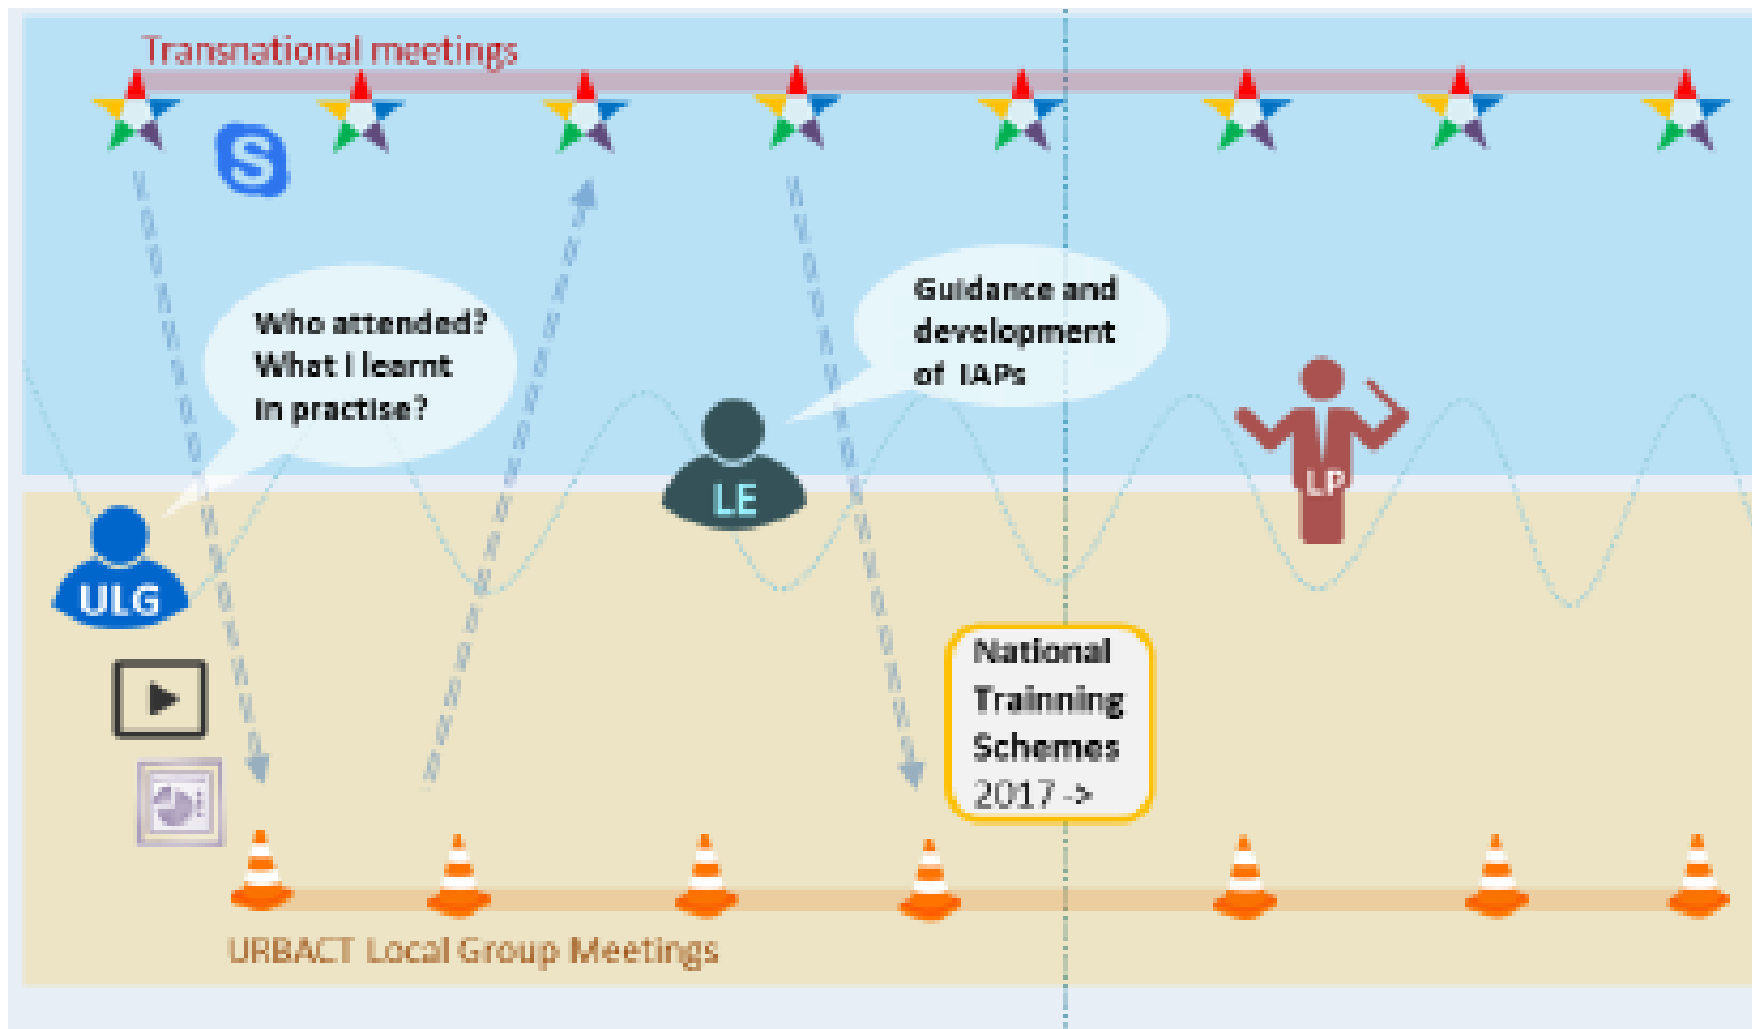 Transnational meetings
S
Who attended?
What I learnt
in practise?
Guidance and
development
of IAPs
LE
LP
ULG
National
Trainning
Schemes
2017 ->
URBACT Local Group Meetings